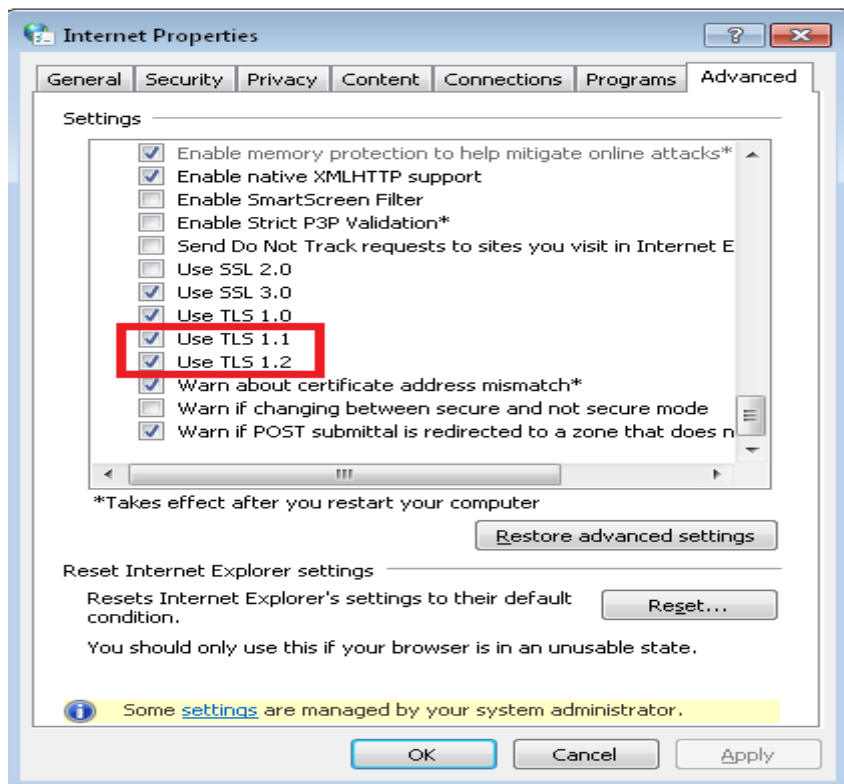 Internet Properties
General Security Privacy Content Connections Programs Advanced
Settings
Enable memory protection to help mitigate online attacks*
Enable native XMLHTTP support
Enable SmartScreen Filter
Enable Strict P3P Validation*
Send Do Not Track requests to sites you visit in Internet E
Use SSL 2.0
Use SSL 3.0
Use TLS 1.0
Use TLS 1.1
Use TLS 1.2
Warn about certificate address mismatch*
Warn if changing between secure and not secure mode
Warn if POST submittal is redirected to a zone that does n
*Takes effect after you restart your computer
Restore advanced settings
Reset Internet Explorer settings
Resets Internet Explorer's settings to their default
condition.
Reset...
You should only use this if your browser is in an unusable state.
Some settings are managed by your system administrator.
OK Cancel Apply